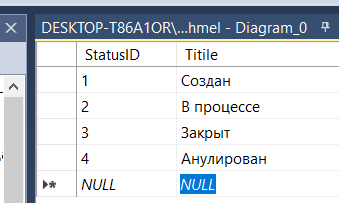 DESKTOP-T86A1OR\...hmel - Diagram_0
StatusID Titile
1 Создан
2 В процессе
3 Закрыт
4 Анулирован
NULL NULL